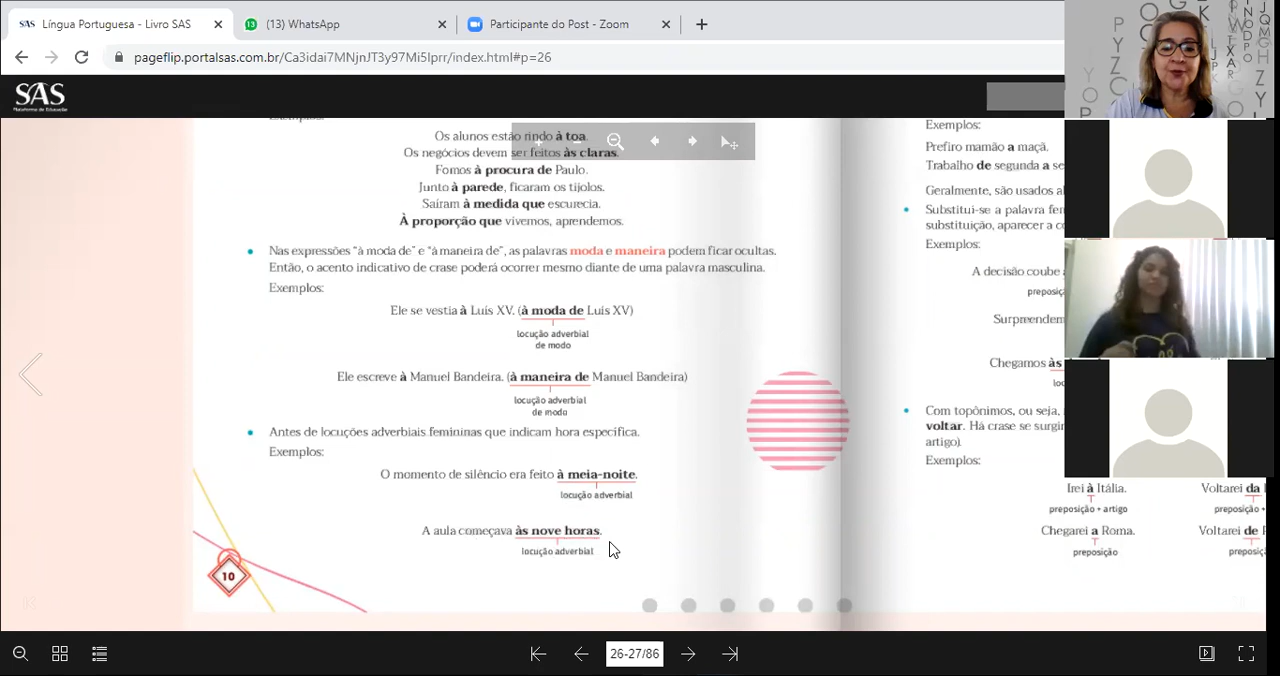 Língua Portuguesa - Livro SAS
(13) WhatsApp
Participante do Post - Zoom
pageflip.portalsas.com.br/Ca3idai7MNjnJT3y97Mi5lprr/index.html#p=26
SAS
Plataforma de Educação
Os alunos estão rindo à toa.
Os negócios devem ser feitos às claras.
Fomos à procura de Paulo.
Junto à parede, ficaram os tijolos.
Saíram à medida que escurecia.
À proporção que vivemos, aprendemos.
Nas expressões “à moda de” e “à maneira de”, as palavras moda e maneira podem ficar ocultas.
Então, o acento indicativo de crase poderá ocorrer mesmo diante de uma palavra masculina.
Exemplos:
Ele se vestia à Luís XV. (à moda de Luís XV)
locução adverbial
de modo
Ele escreve à Manuel Bandeira. (à maneira de Manuel Bandeira)
locução adverbial
de modo
Antes de locuções adverbiais femininas que indicam hora específica.
Exemplos:
O momento de silêncio era feito à meia-noite.
locução adverbial
A aula começava às nove horas.
locução adverbial
10
Exemplos:
Prefiro mamão a maçã.
Trabalho de segunda a se
Geralmente, são usados al
Substitui-se a palavra fem
substituição, aparecer a co
Exemplos:
A decisão coube
preposiç
Surpreendem
Chegamos às
loc
Com topônimos, ou seja,
voltar. Há crase se surgir
artigo).
Exemplos:
Irei à Itália.
Voltarei da
preposição + artigo
preposição +
Chegarei a Roma.
Voltarei de
preposição
preposiç
26-27/86